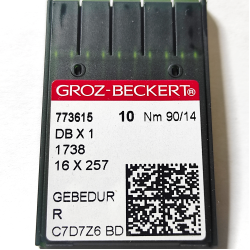 GROZ-BECKERT®
773615 10 Nm 90/14
DB X 1
1738
16 X 257
GEBEDUR
R
C7D7Z6 BD